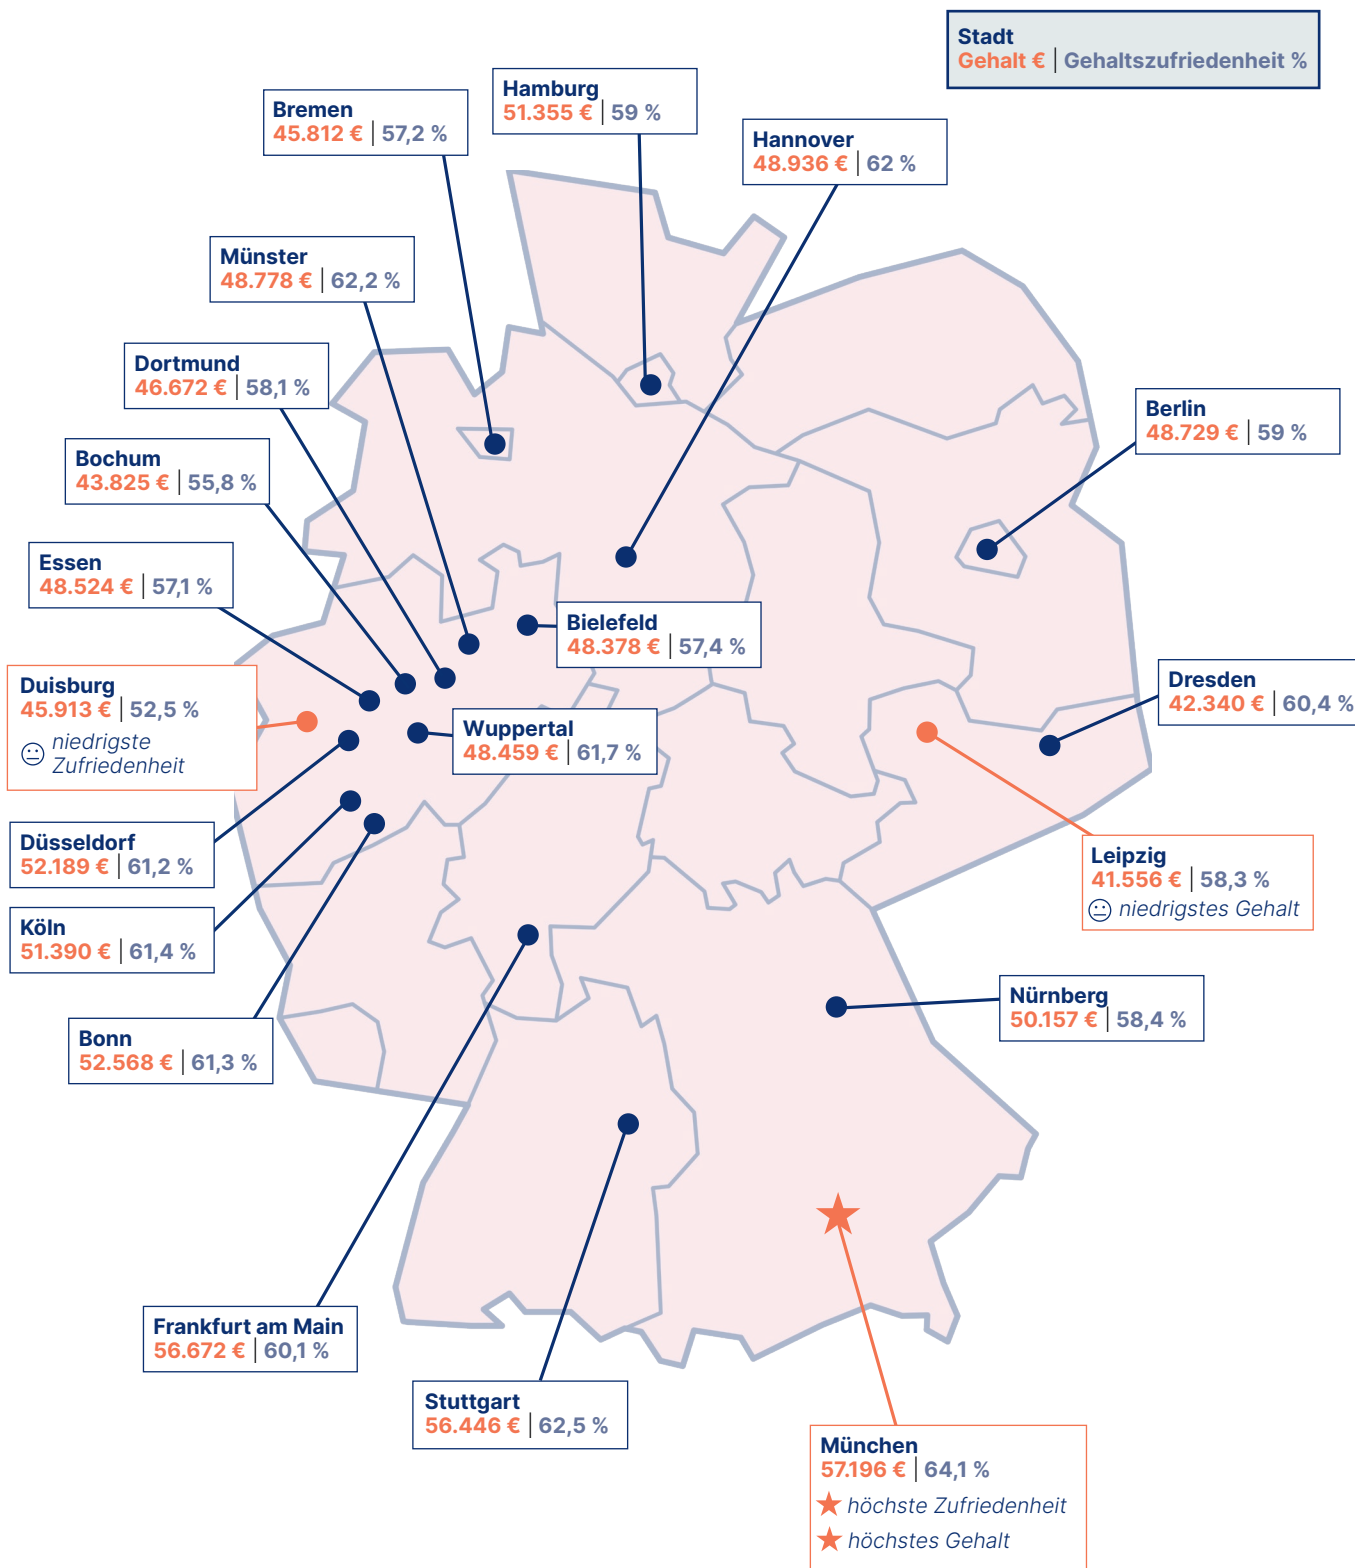 Stadt
Gehalt € | Gehaltszufriedenheit %
Hamburg
51.355 € | 59 %
Bremen
45.812 € | 57,2 %
Hannover
48.936 € | 62 %
Münster
48.778 € | 62,2 %
Dortmund
46.672 € | 58,1 %
Berlin
48.729 € | 59 %
Bochum
43.825 € | 55,8 %
Essen
48.524 € | 57,1 %
Bielefeld
48.378 € | 57,4 %
Duisburg
45.913 € | 52,5 %
niedrigste
Zufriedenheit
Dresden
42.340 € | 60,4 %
Wuppertal
48.459 € | 61,7 %
Düsseldorf
52.189 € | 61,2 %
Leipzig
41.556 € | 58,3 %
niedrigstes Gehalt
Köln
51.390 € | 61,4 %
Nürnberg
50.157 € | 58,4 %
Bonn
52.568 € | 61,3 %
Frankfurt am Main
56.672 € | 60,1 %
Stuttgart
56.446 € | 62,5 %
München
57.196 € | 64,1 %
höchste Zufriedenheit
höchstes Gehalt